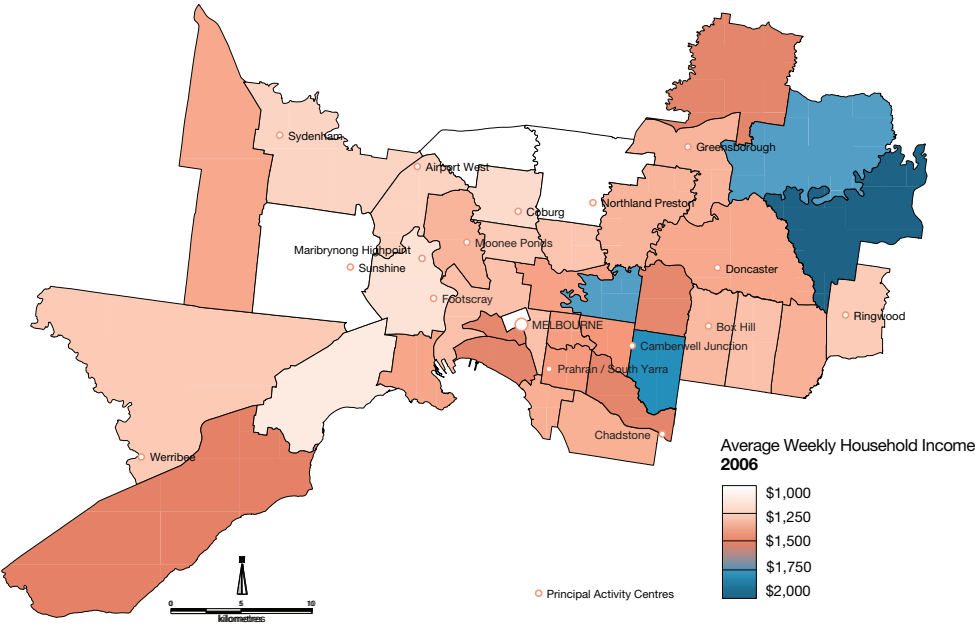 Sydenham
Airport West
Greensborough
Coburg
Northland Preston
Maribrynong Highpoint
Moonee Ponds
Sunshine
Doncaster
Footscray
Ringwood
MELBOURNE
Box Hill
Camberwell Junction
Prahran / South Yarra
Chadstone
Werribee
Average Weekly Household Income
2006
$1,000
$1,250
$1,500
$1,750
$2,000
Principal Activity Centres
0 5 10
kilometres